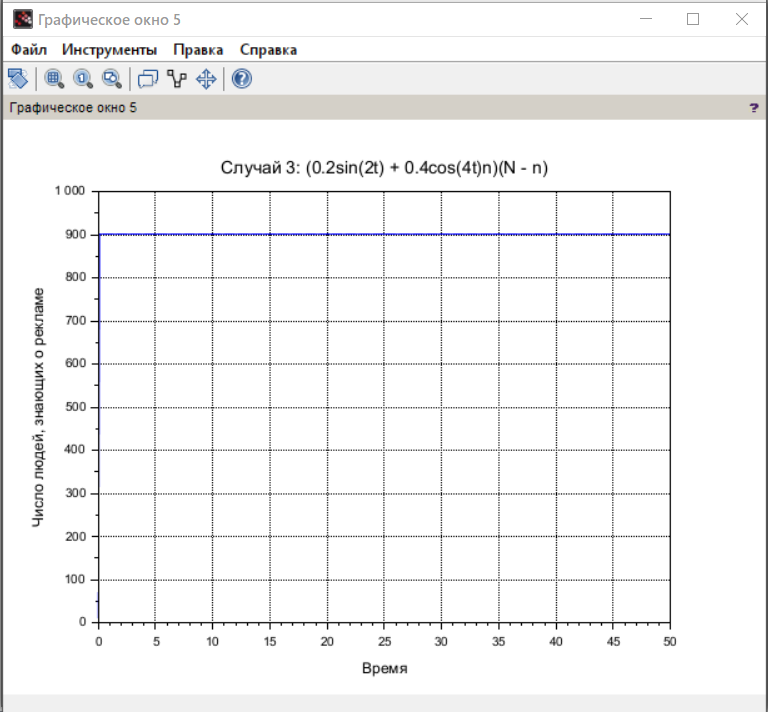 Графическое окно 5
Файл Инструменты Правка Справка
Графическое окно 5 ?
Случай 3: (0.2sin(2t) + 0.4cos(4t)n)(N - n)
Число людей, знающих о рекламе
1 000
900
800
700
600
500
400
300
200
100
0
0 5 10 15 20 25 30 35 40 45 50
Время